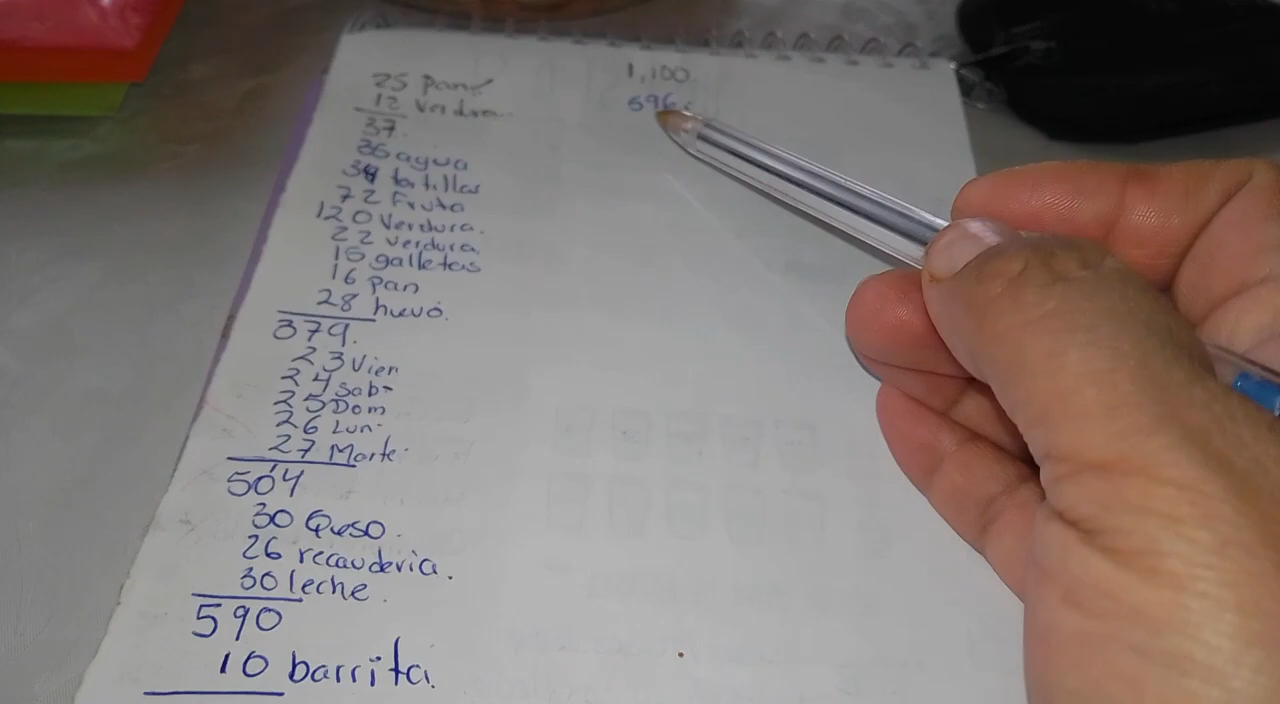 25 pan
12 Verdura
37.
36 agua
34 tortillas
72 Fruta
120 Verdura.
22 verdura
15 galletas
16 pan
28 huevo.
379.
23 Vier
24 Sab-
25 Dom
26 Lun-
27 Marte-
504
30 Queso.
26 recauderia.
30 leche.
590
10 barrita.
1,100
596